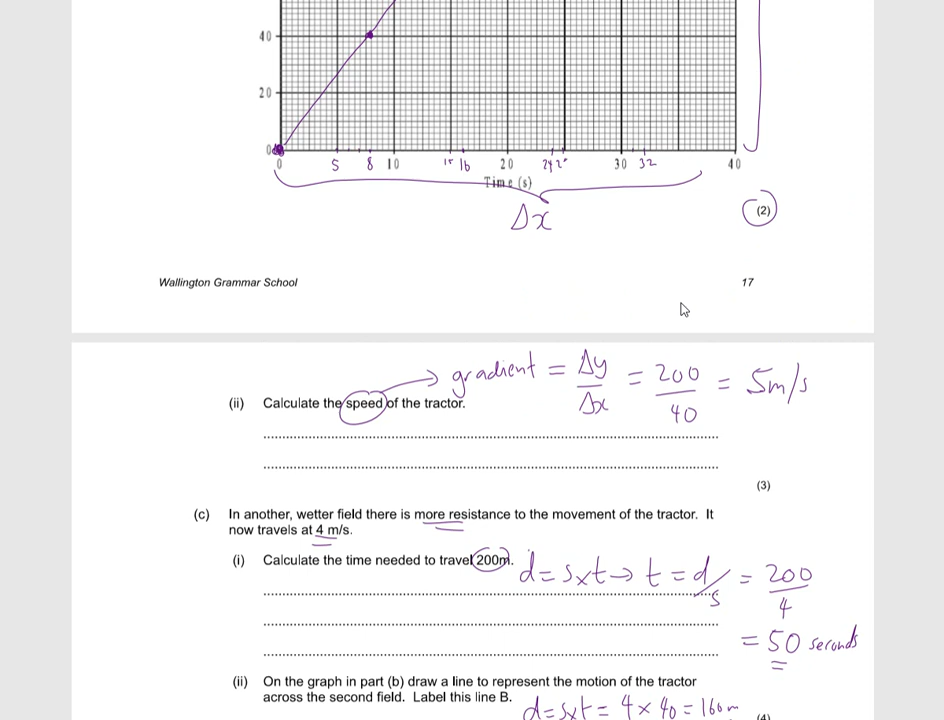 40
20
0
0 5 8 10 15 16 20 24 25 30 32 40
Time (s)
Δx
(2)
Wallington Grammar School 17
gradient = Δy/Δx = 200/40 = 5m/s
(ii) Calculate the speed of the tractor.
(3)
(c) In another, wetter field there is more resistance to the movement of the tractor. It
now travels at 4 m/s.
(i) Calculate the time needed to travel 200m.
d=s×t → t=d/s = 200/4
= 50 seconds
(ii) On the graph in part (b) draw a line to represent the motion of the tractor
across the second field. Label this line B.
d=s×t= 4 × 40 = 160m
(4)